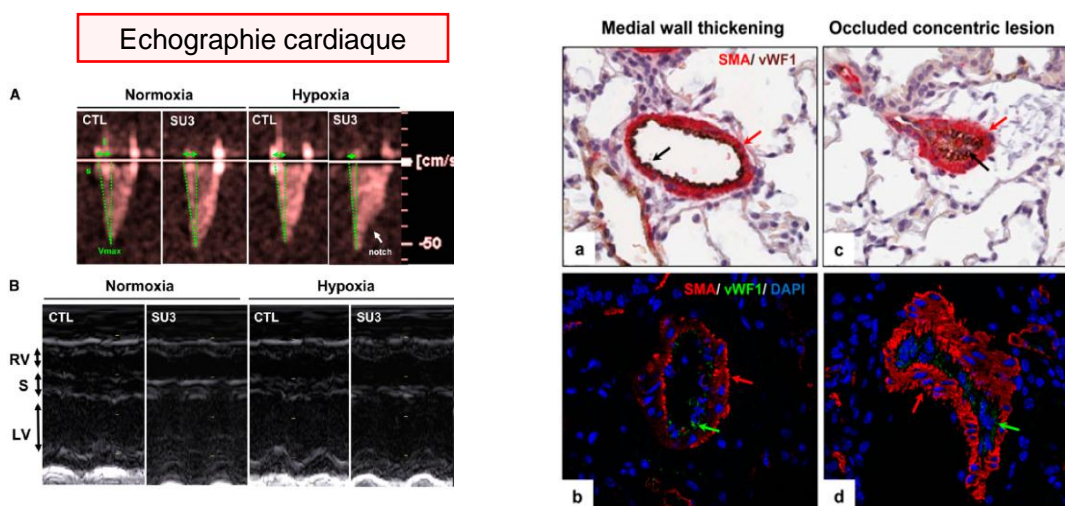 Echographie cardiaque
A
Normoxia Hypoxia
CTL SU3 CTL SU3
[cm/s
s
Vmax
notch
-50
B
Normoxia Hypoxia
CTL SU3 CTL SU3
RV
S
LV
Medial wall thickening Occluded concentric lesion
SMA/ vWF1
a c
SMA/ vWF1/ DAPI
b d